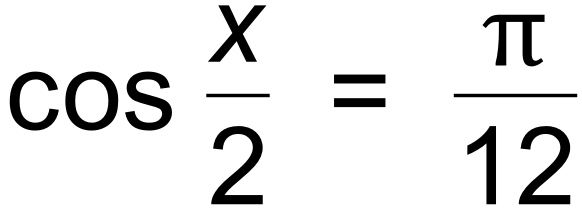 cos x/2 = π/12